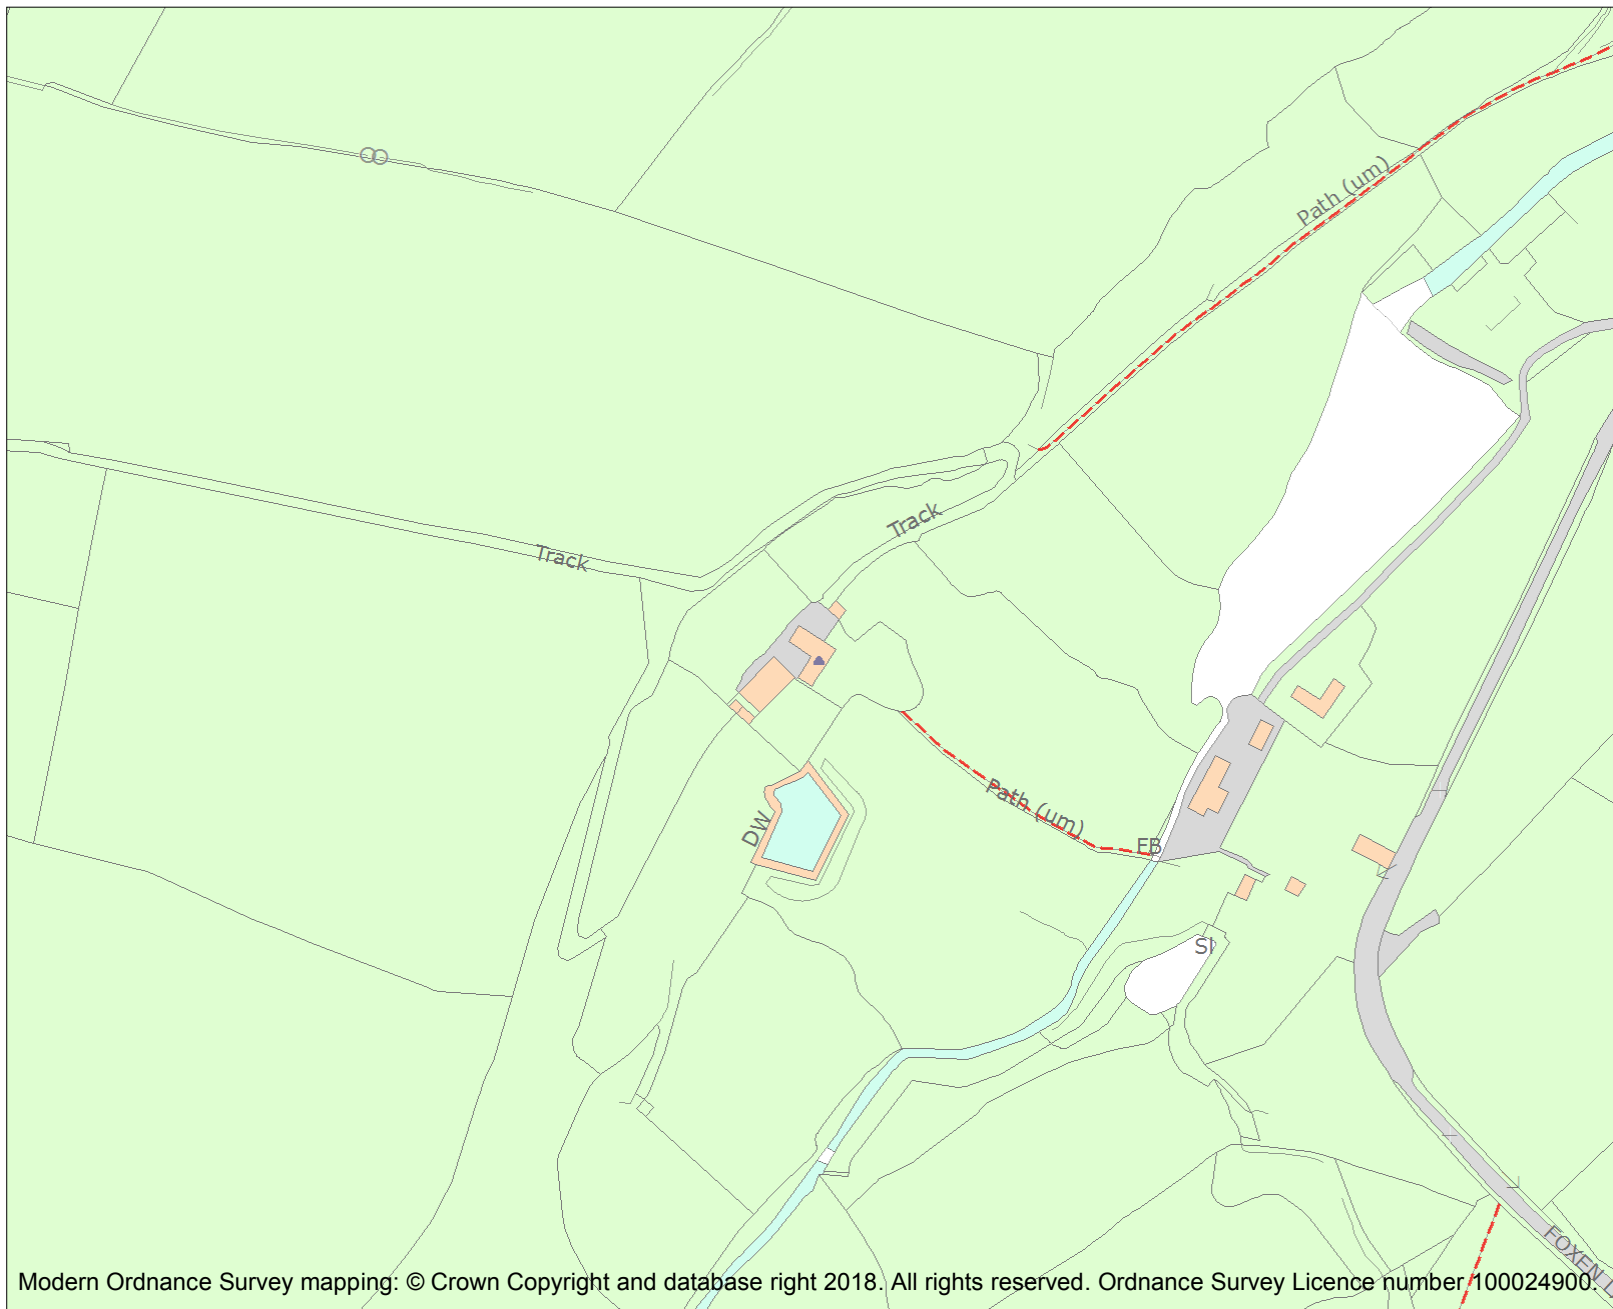 Path (um)
Track
Track
Path (um)
DW
FB
Sl
FOXEN
Modern Ordnance Survey mapping: © Crown Copyright and database right 2018. All rights reserved. Ordnance Survey Licence number 100024900.